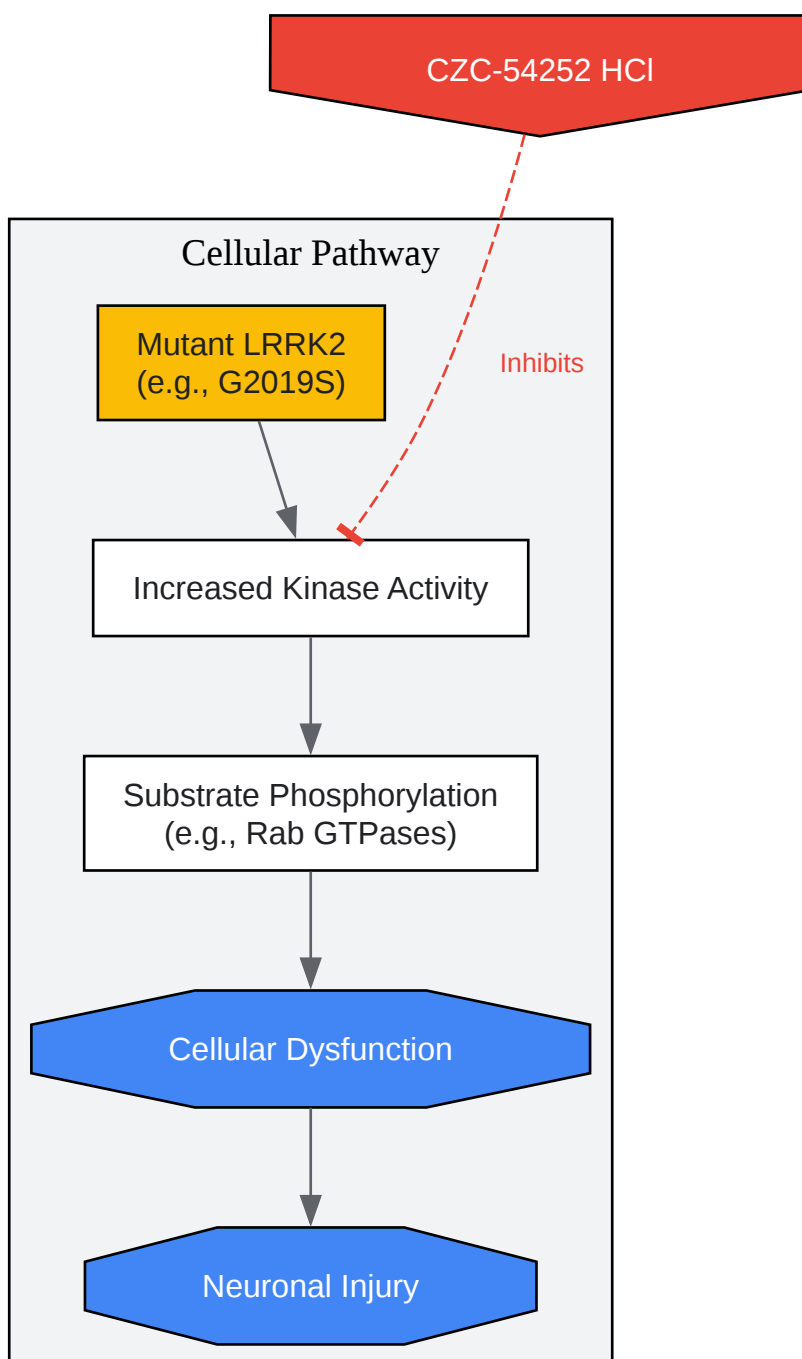 CZC-54252 HCl
Cellular Pathway
Mutant LRRK2
(e.g., G2019S)
Inhibits
Increased Kinase Activity
Substrate Phosphorylation
(e.g., Rab GTPases)
Cellular Dysfunction
Neuronal Injury